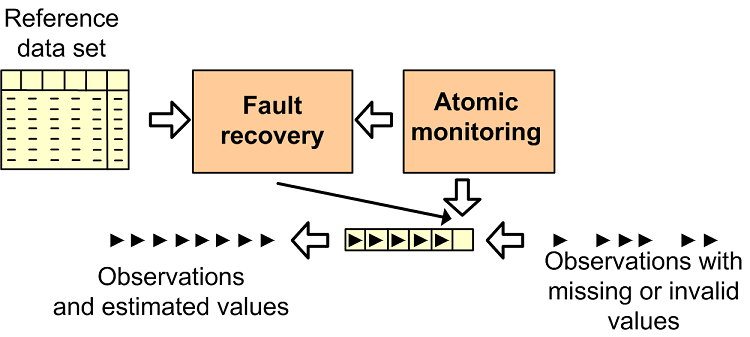 Reference
data set
Fault
recovery
Atomic
monitoring
Observations
and estimated values
Observations with
missing or invalid
values